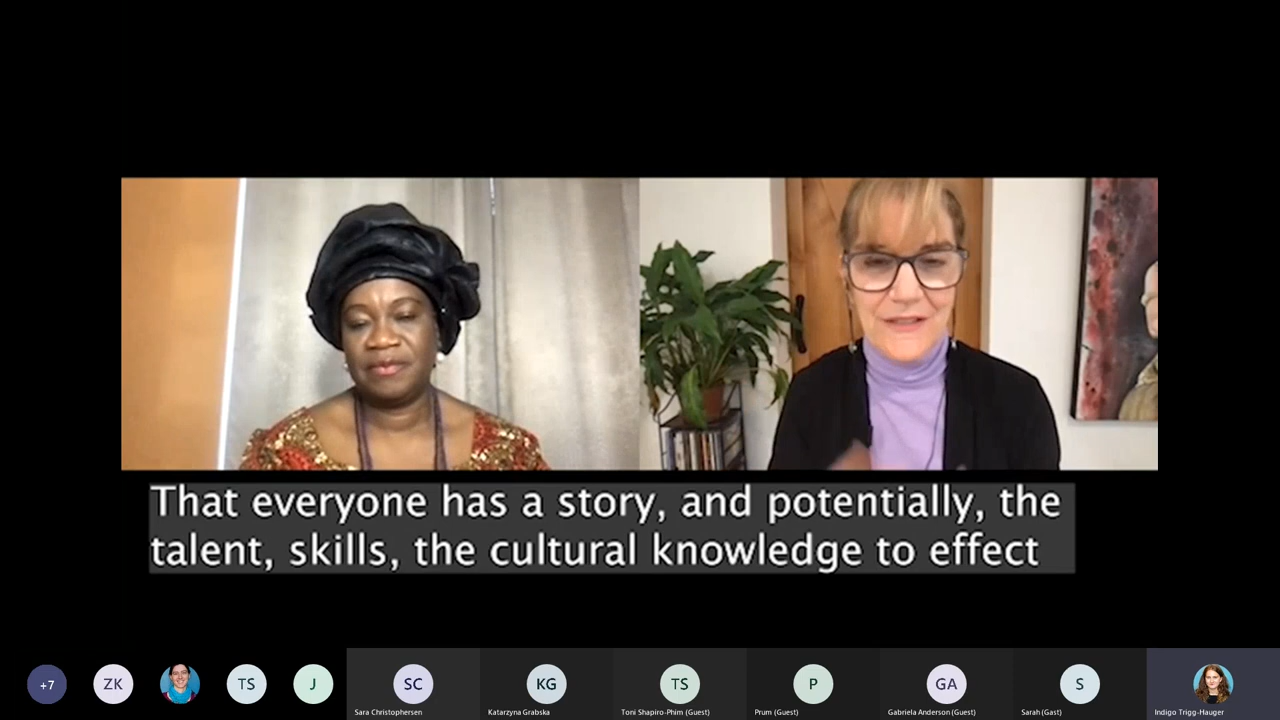 That everyone has a story, and potentially, the
talent, skills, the cultural knowledge to effect
+7
ZK
TS
J
SC
KG
TS
P
GA
S
Sara Christophersen
Katarzyna Grabska
Toni Shapiro-Phim (Guest)
Prum (Guest)
Gabriela Anderson (Guest)
Sarah (Gast)
Indigo Trigg-Hauger